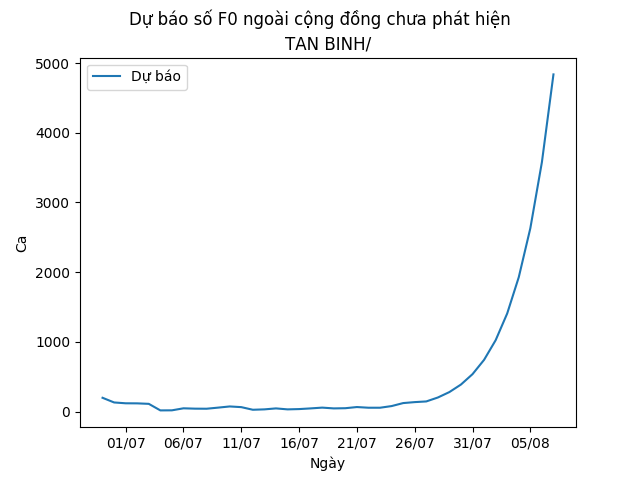 Dự báo số F0 ngoài cộng đồng chưa phát hiện
TAN BINH/
Dự báo
5000
4000
3000
2000
1000
0
Ca
01/07 06/07 11/07 16/07 21/07 26/07 31/07 05/08
Ngày